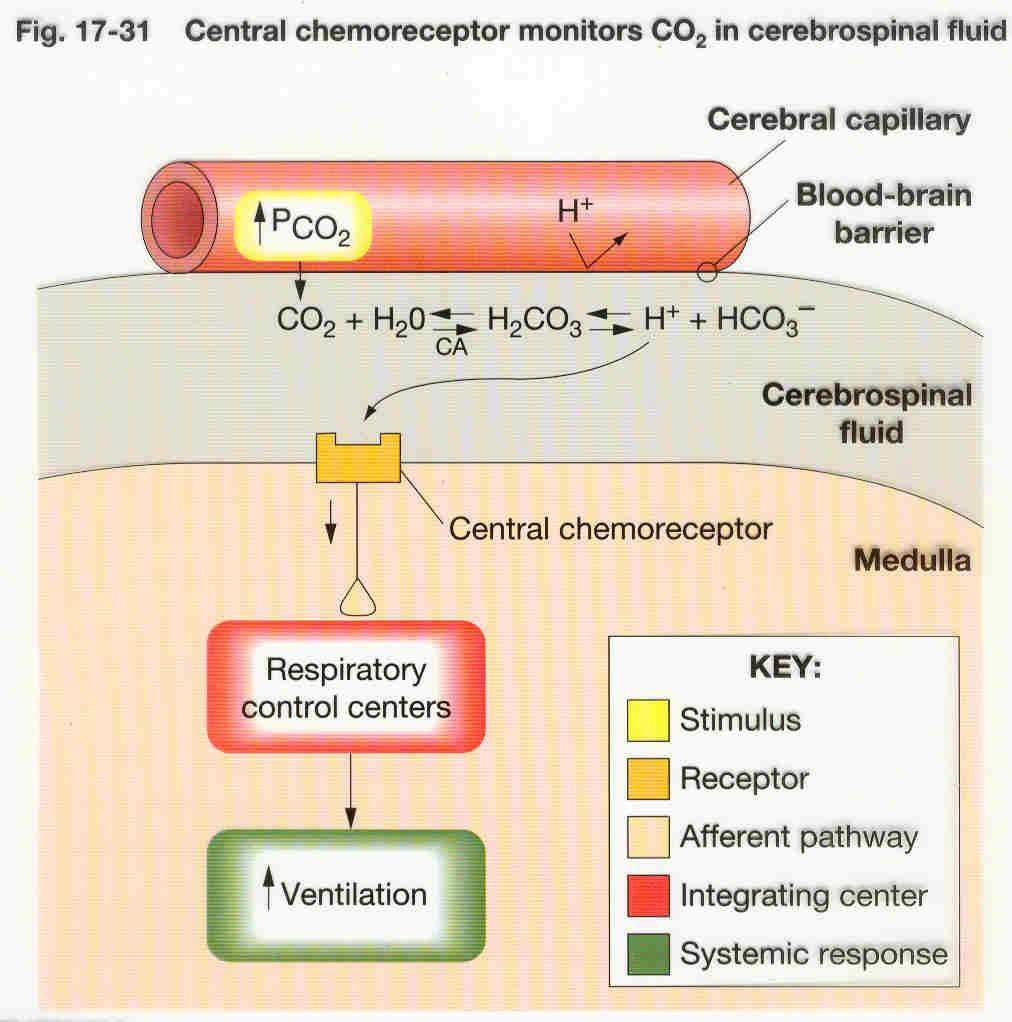 Fig. 17-31 Central chemoreceptor monitors CO₂ in cerebrospinal fluid
Cerebral capillary
Blood-brain
barrier
↑PCO₂
H⁺
CO₂ + H₂0 ⇌ H₂CO₃ ⇌ H⁺ + HCO₃⁻
CA
Cerebrospinal
fluid
Central chemoreceptor
Medulla
Respiratory
control centers
↑ Ventilation
KEY:
Stimulus
Receptor
Afferent pathway
Integrating center
Systemic response